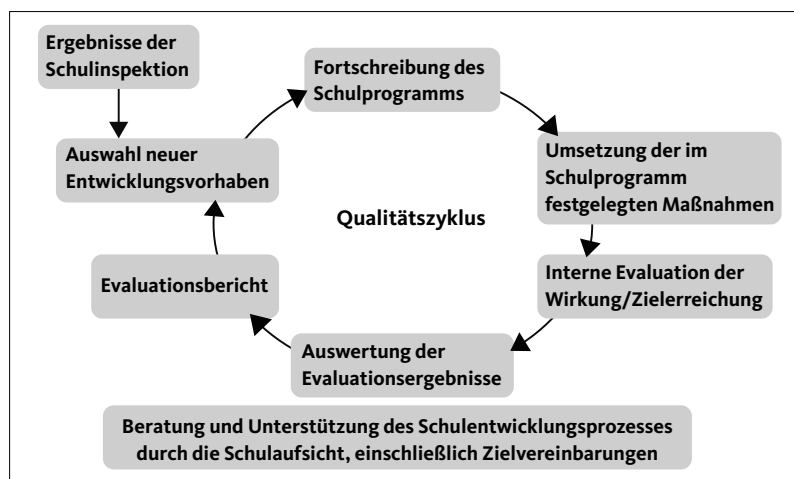 Ergebnisse der
Schulinspektion
Fortschreibung des
Schulprogramms
Auswahl neuer
Entwicklungsvorhaben
Umsetzung der im
Schulprogramm
festgelegten Maßnahmen
Qualitätszyklus
Evaluationsbericht
Interne Evaluation der
Wirkung/Zielerreichung
Auswertung der
Evaluationsergebnisse
Beratung und Unterstützung des Schulentwicklungsprozesses
durch die Schulaufsicht, einschließlich Zielvereinbarungen